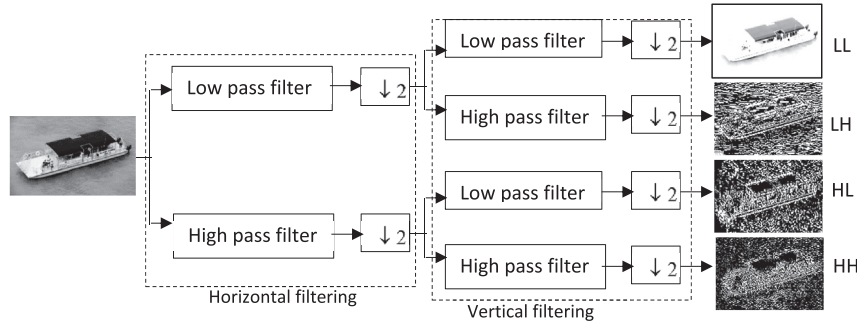 Low pass filter
↓ 2
LL
Low pass filter
↓ 2
High pass filter
↓ 2
LH
Low pass filter
↓ 2
HL
High pass filter
↓ 2
High pass filter
↓ 2
HH
Horizontal filtering
Vertical filtering